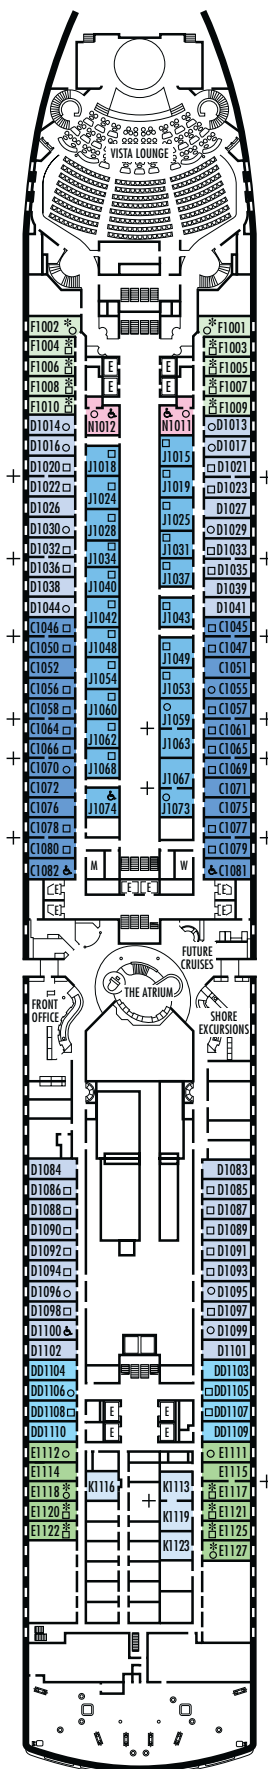 VISTA LOUNGE
F1002 F1001
F1004 F1003
F1006 E F1005
F1008 E F1007
F1010 F1009
D1014 N1012 N1011 D1013
D1016 J1015 D1017
D1020 J1018 J1019 D1021
D1022 J1024 D1023
D1026 J1025 D1027
D1030 J1028 D1029
D1032 J1034 J1031 D1033
D1036 J1037 D1035
D1038 J1040 D1039
D1044 J1042 J1043 D1041
C1046 C1045
C1050 J1048 J1049 C1047
C1052 J1054 C1051
C1056 J1053 C1055
C1058 J1060 J1059 C1057
C1064 J1062 J1063 C1061
C1066 C1065
C1070 J1068 J1067 C1069
C1072 C1071
C1076 J1074 J1073 C1075
C1078 C1077
C1080 C1079
C1082 M W C1081
E E E E
E E
FUTURE
CRUISES
THE ATRIUM
FRONT
OFFICE
SHORE
EXCURSIONS
D1084 D1083
D1086 D1085
D1088 D1087
D1090 D1089
D1092 D1091
D1094 D1093
D1096 D1095
D1098 D1097
D1100 D1099
D1102 D1101
DD1104 DD1103
DD1106 DD1105
DD1108 E E DD1107
DD1110 E E DD1109
E1112 E1111
E1114 E1115
E1118 K1116 K1113 E1117
E1120 K1119 E1121
E1122 E1125
K1123 E1127